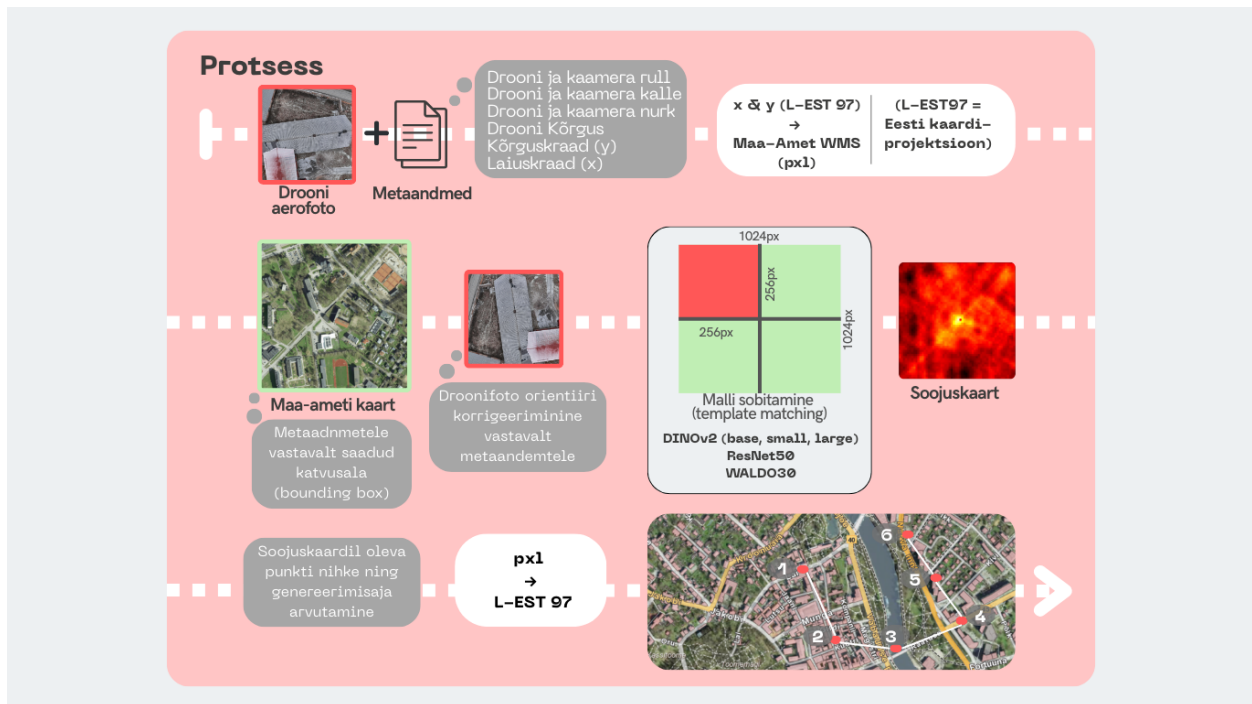 Protsess
Drooni
aerofoto
+
Metaandmed
Drooni ja kaamera rull
Drooni ja kaamera kalle
Drooni ja kaamera nurk
Drooni Kõrgus
Kõrguskraad (y)
Laiuskraad (x)
x & y (L-EST 97)
→
Maa-Amet WMS
(pxl)
(L-EST97 =
Eesti kaardi-
projektsioon)
Maa-ameti kaart
Metaadnmetele
vastavalt saadud
katvusala
(bounding box)
Droonifoto orientiiri
korrigeeriminine
vastavalt
metaandemtele
1024px
256px
256px
1024px
Malli sobitamine
(template matching)
DINOv2 (base, small, large)
ResNet50
WALDO30
Soojuskaart
Soojuskaardil oleva
punkti nihke ning
genereerimisaja
arvutamine
pxl
→
L-EST 97
6
1
5
Jakobi
Munga
4
2
3